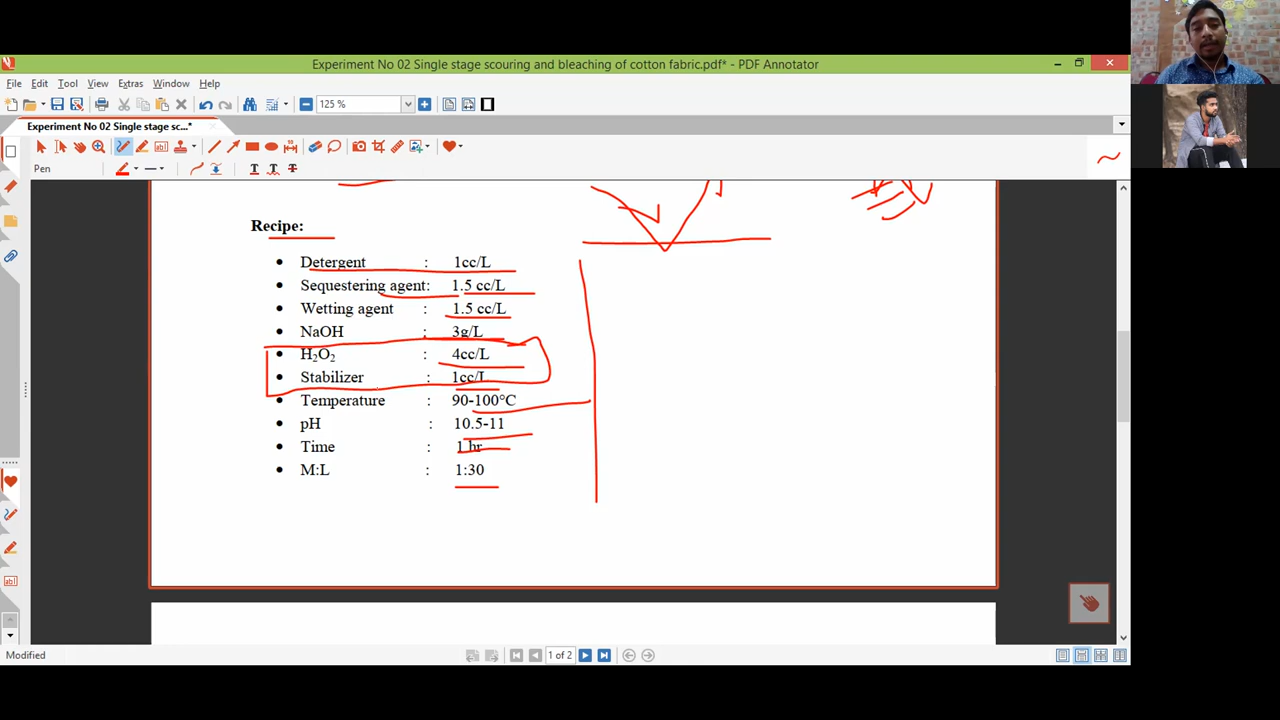 Experiment No 02 Single stage scouring and bleaching of cotton fabric.pdf* - PDF Annotator
File Edit Tool View Extras Window Help
125 %
Experiment No 02 Single stage sc...*
Pen
Recipe:
• Detergent : 1cc/L
• Sequestering agent: 1.5 cc/L
• Wetting agent : 1.5 cc/L
• NaOH : 3g/L
• H₂O₂ : 4cc/L
• Stabilizer : 1cc/L
• Temperature : 90-100°C
• pH : 10.5-11
• Time : 1 hr
• M:L : 1:30
Modified
1 of 2